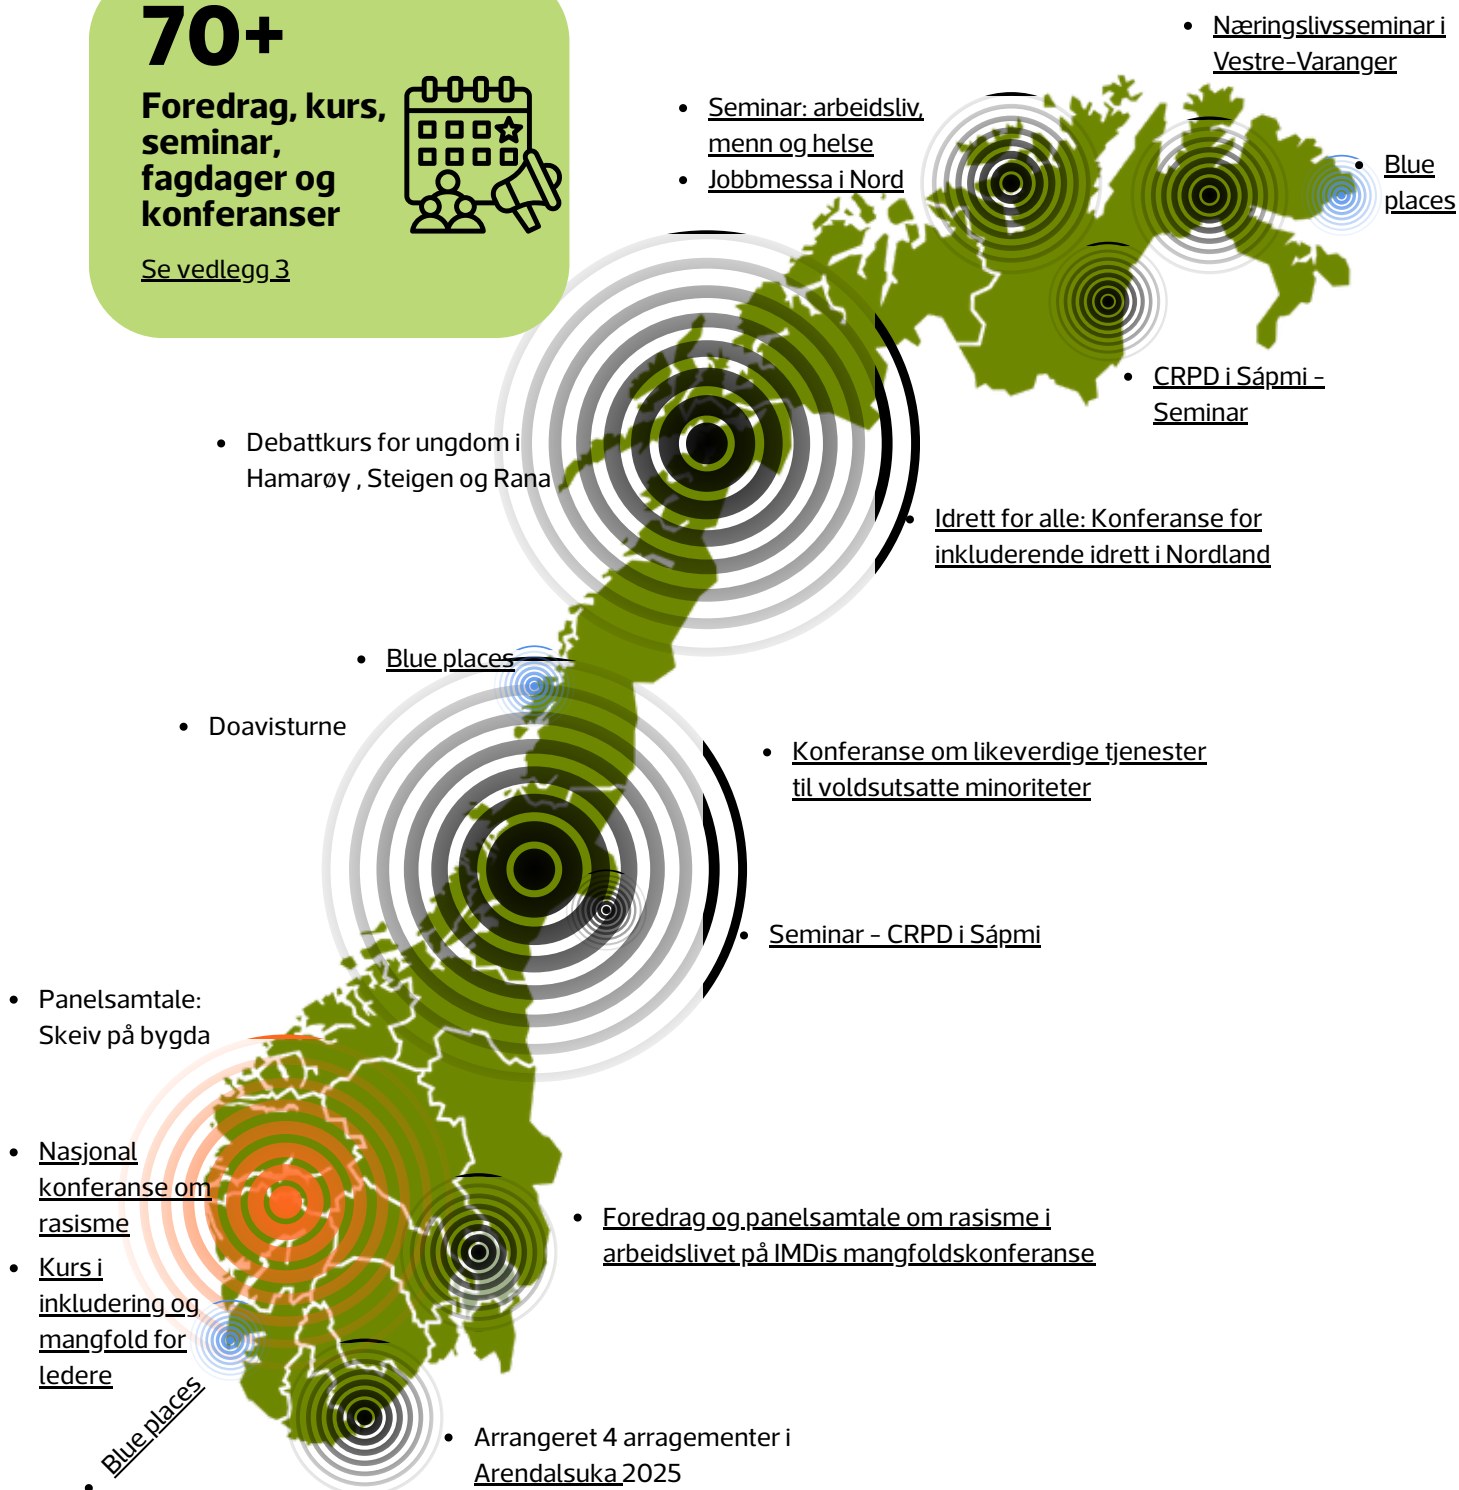 70+
Foredrag, kurs,
seminar,
fagdager og
konferanser
Se vedlegg 3
• Næringslivsseminar i
Vestre-Varanger
• Seminar: arbeidsliv,
menn og helse
• Jobbmessa i Nord
• Blue
places
• CRPD i Sápmi -
Seminar
• Debattkurs for ungdom i
Hamarøy , Steigen og Rana
• Idrett for alle: Konferanse for
inkluderende idrett i Nordland
• Blue places
• Doavisturne
• Konferanse om likeverdige tjenester
til voldsutsatte minoriteter
• Seminar - CRPD i Sápmi
• Panelsamtale:
Skeiv på bygda
• Nasjonal
konferanse om
rasisme
• Foredrag og panelsamtale om rasisme i
arbeidslivet på IMDis mangfoldskonferanse
• Kurs i
inkludering og
mangfold for
ledere
• Blue places
• Arrangeret 4 arragementer i
Arendalsuka 2025